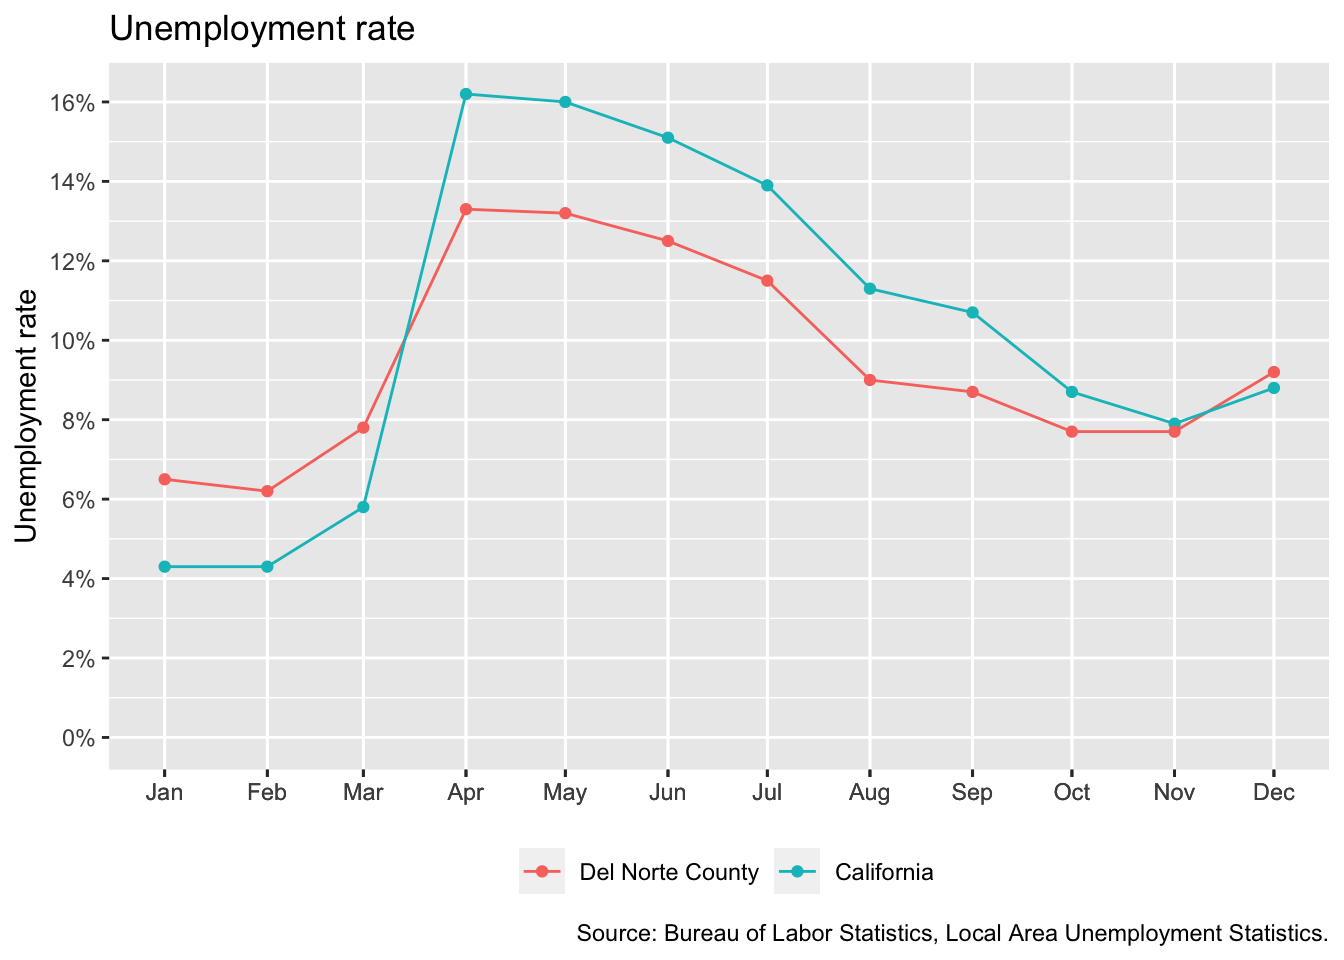 Unemployment rate
Unemployment rate
16%
14%
12%
10%
8%
6%
4%
2%
0%
Jan Feb Mar Apr May Jun Jul Aug Sep Oct Nov Dec
Del Norte County California
Source: Bureau of Labor Statistics, Local Area Unemployment Statistics.